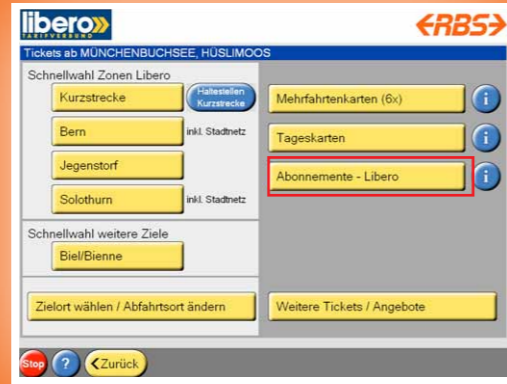 libero»
TARIFVERBUND
RBS
Tickets ab MÜNCHENBUCHSEE, HÜSLIMOOS
Schnellwahl Zonen Libero
Kurzstrecke
Haltestellen
Kurzstrecke
Bern
inkl. Stadtnetz
Jegenstorf
Solothurn
inkl. Stadtnetz
Schnellwahl weitere Ziele
Biel/Bienne
Zielort wählen / Abfahrtsort ändern
Mehrfahrtenkarten (6x)
i
Tageskarten
i
Abonnemente - Libero
i
Weitere Tickets / Angebote
Stop
?
Zurück